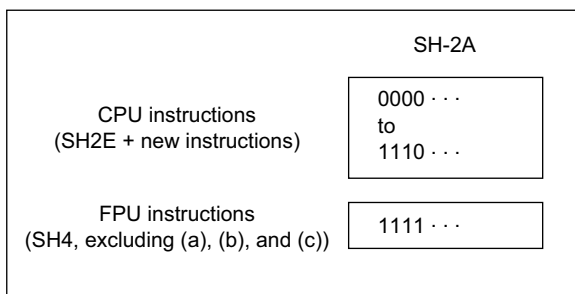 SH-2A
CPU instructions
(SH2E + new instructions)
0000 · · ·
to
1110 · · ·
FPU instructions
(SH4, excluding (a), (b), and (c))
1111 · · ·